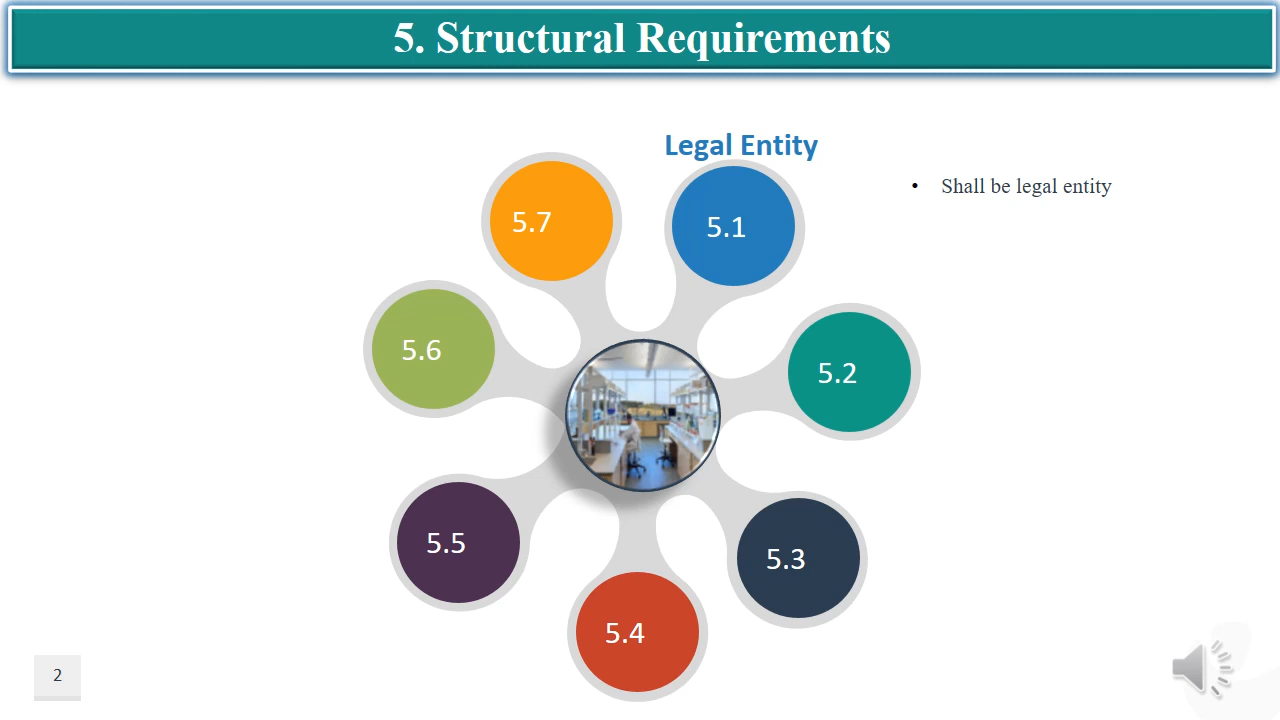 5. Structural Requirements
Legal Entity
• Shall be legal entity
5.7
5.1
5.6
5.2
5.5
5.3
5.4
2